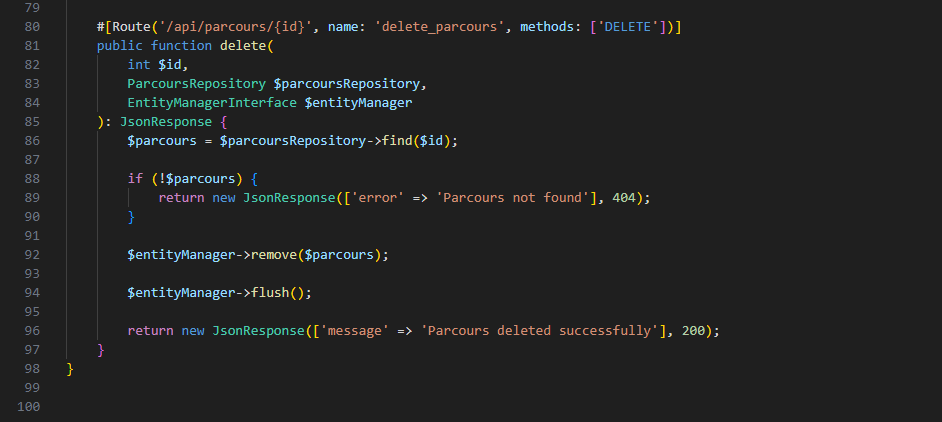 79
80 #[Route('/api/parcours/{id}', name: 'delete_parcours', methods: ['DELETE'])]
81 public function delete(
82 int $id,
83 ParcoursRepository $parcoursRepository,
84 EntityManagerInterface $entityManager
85 ): JsonResponse {
86 $parcours = $parcoursRepository->find($id);
87
88 if (!$parcours) {
89 return new JsonResponse(['error' => 'Parcours not found'], 404);
90 }
91
92 $entityManager->remove($parcours);
93
94 $entityManager->flush();
95
96 return new JsonResponse(['message' => 'Parcours deleted successfully'], 200);
97 }
98 }
99
100